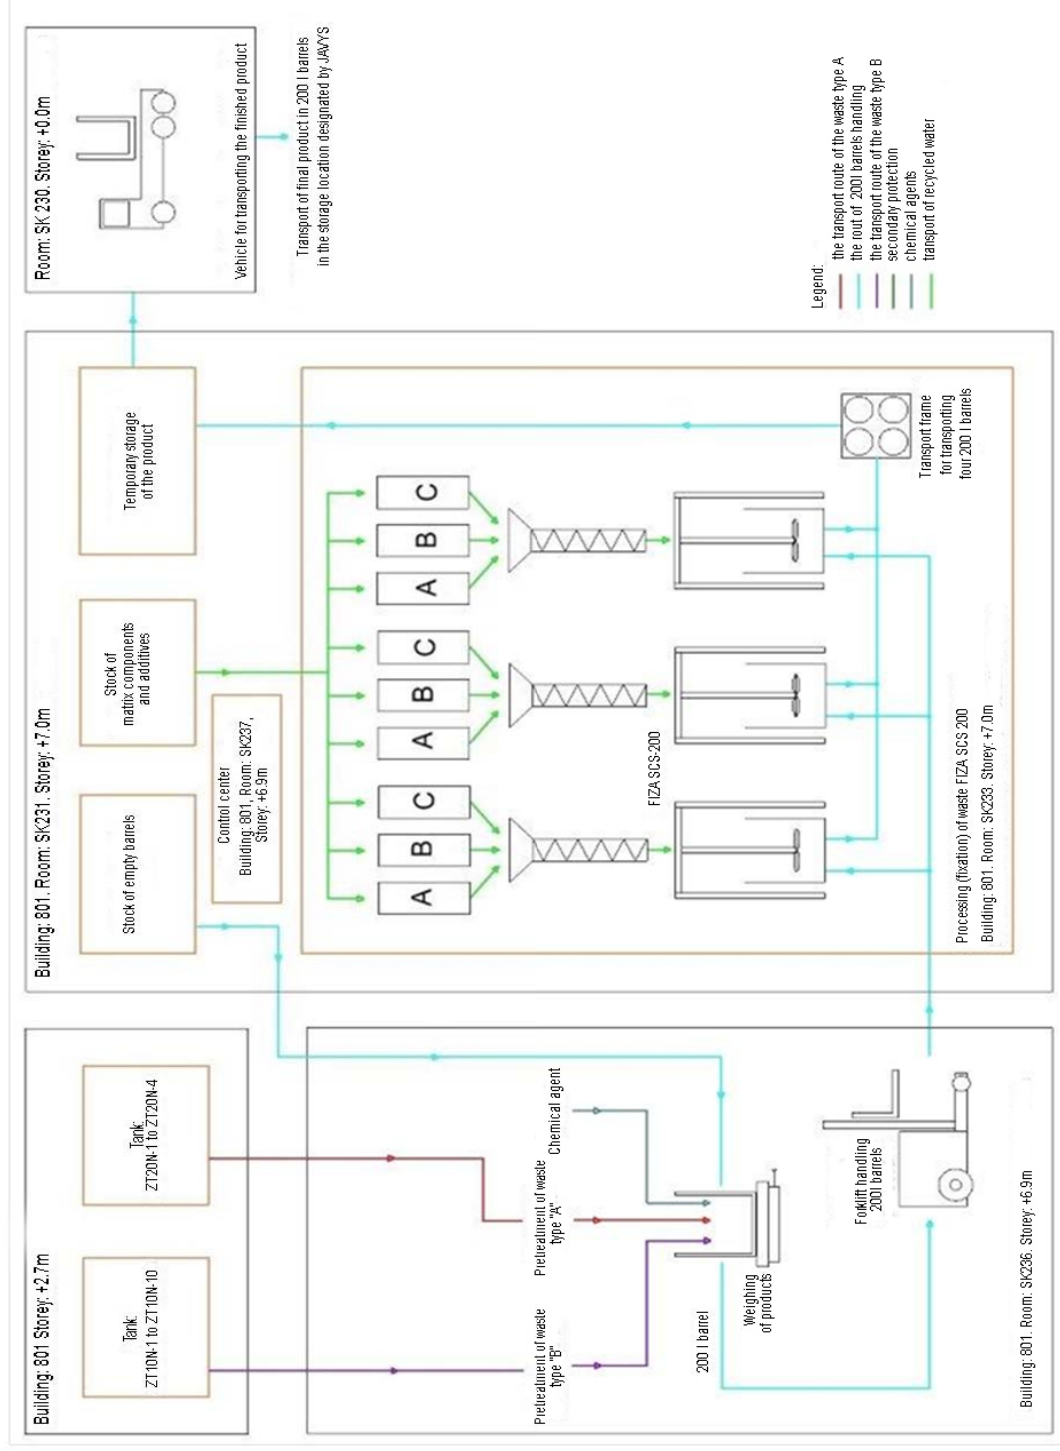 Building: 801 Storey: +2.7m
Tank:
ZT10N-1 to ZT10N-10
Tank:
ZT20N-1 to ZT20N-4
Building: 801. Room: SK231. Storey: +7.0m
Stock of empty barrels
Stock of
matrix components
and additives
Temporary storage
of the product
Control center
Building: 801, Room: SK237,
Storey: +6.9m
Room: SK 230. Storey: +0.0m
Vehicle for transporting the finished product
Transport of final product in 200 l barrels
in the storage location designated by JAVYS
A
B
C
A
B
C
A
B
C
FIZA SCS-200
Transport frame
for transporting
four 200 l barrels
Processing (fixation) of waste FIZA SCS 200
Building: 801. Room: SK233. Storey: +7.0m
Pretreatment of waste
type "B"
Pretreatment of waste
type "A"
Chemical agent
200 l barrel
Weighing
of products
Forklift handling
200l barrels
Building: 801. Room: SK236. Storey: +6.9m
Legend:
the transport route of the waste type A
the rout of 200l barrels handling
the transport route of the waste type B
secondary protection
chemical agents
transport of recycled water